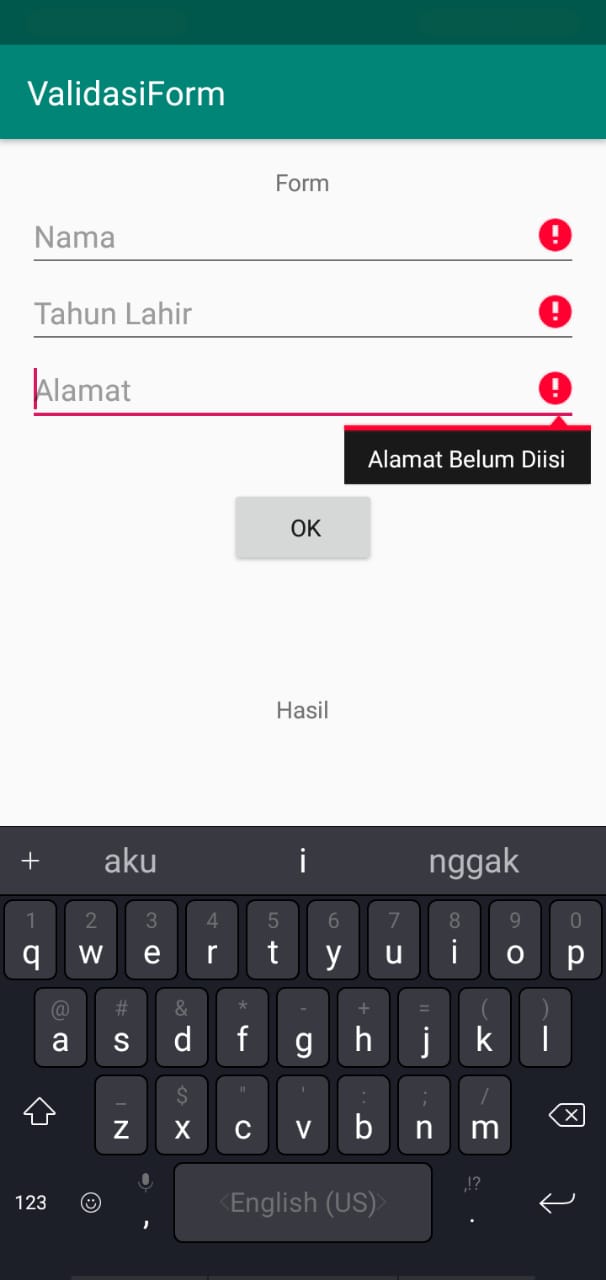 ValidasiForm
Form
Nama
Tahun Lahir
Alamat
Alamat Belum Diisi
OK
Hasil
+ aku i nggak
1 2 3 4 5 6 7 8 9 0
q w e r t y u i o p
@ # & * - + = ( )
a s d f g h j k l
_ $ " ' : ; /
z x c v b n m
,!?
123 , <English (US)> .